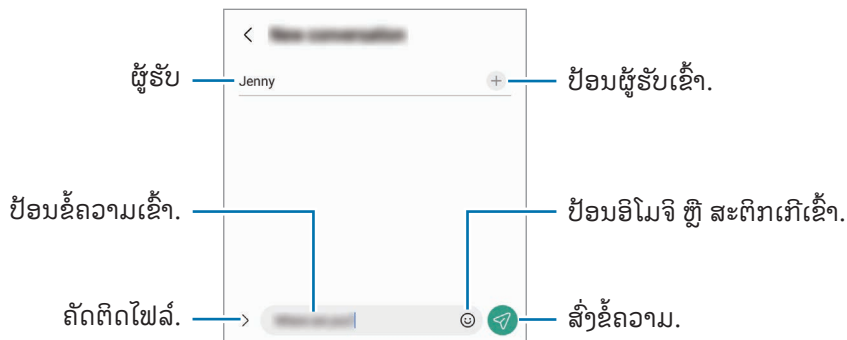 ຜູ້ຮັບ
Jenny
ປ້ອນຜູ້ຮັບເຂົ້າ.
ປ້ອນຂໍ້ຄວາມເຂົ້າ.
ປ້ອນອິໂມຈິ ຫຼື ສະຕິກເກີເຂົ້າ.
ຄັດຕິດໄຟລ໌.
ສົ່ງຂໍ້ຄວາມ.